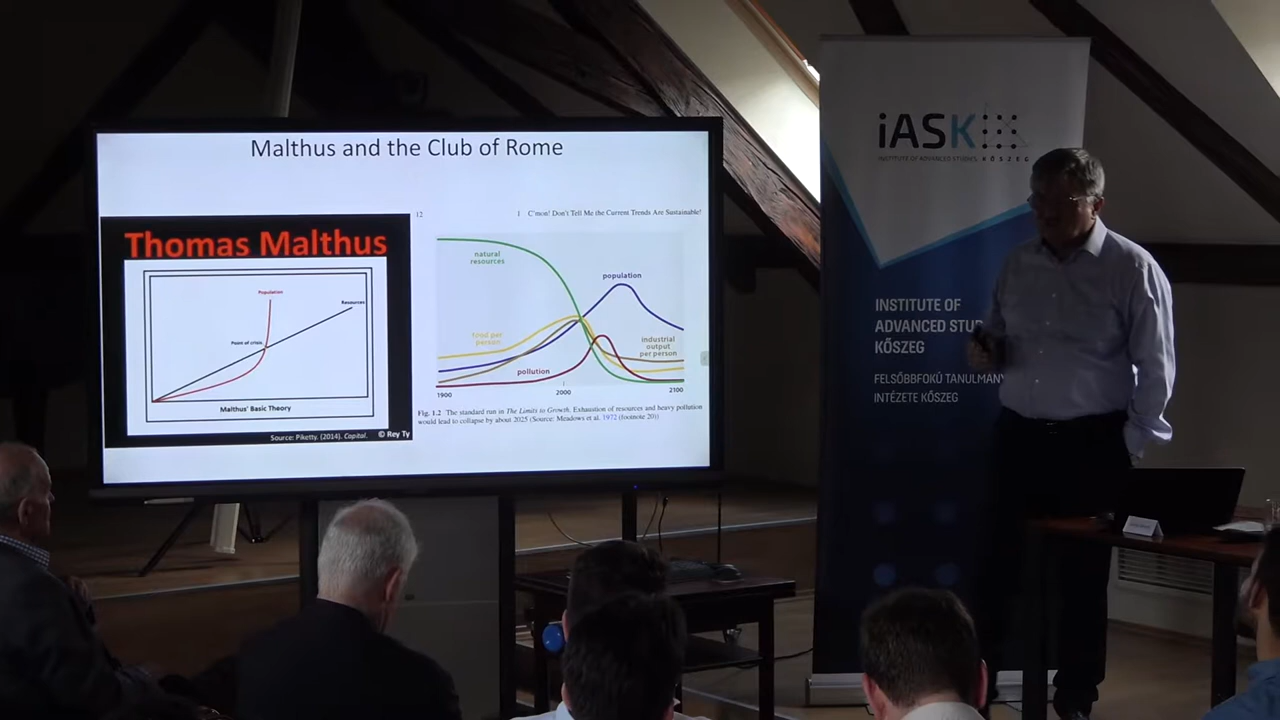 Malthus and the Club of Rome
Thomas Malthus
Population
Resources
Point of crisis
Malthus' Basic Theory
Source: Piketty. (2014). Capital.
© Rey Ty
12
1 C'mon! Don't Tell Me the Current Trends Are Sustainable!
natural
resources
population
food per
person
industrial
output
per person
pollution
1900
2000
2100
Fig. 1.2 The standard run in The Limits to Growth. Exhaustion of resources and heavy pollution
would lead to collapse by about 2025 (Source: Meadows et al. 1972 (footnote 20))
iASK
INSTITUTE OF ADVANCED STUDIES KŐSZEG
INSTITUTE OF
ADVANCED STU
KŐSZEG
FELSŐBBFOKÚ TANULMÁNY
INTÉZETE KŐSZEG